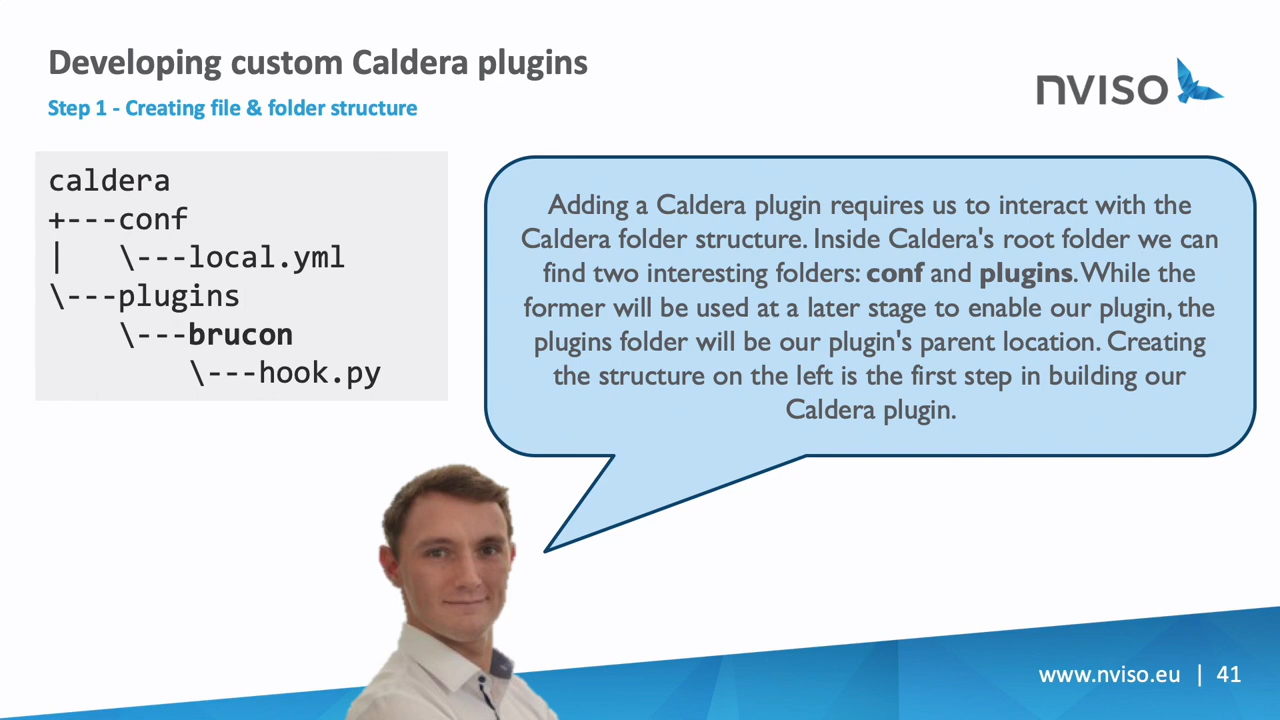 Developing custom Caldera plugins
Step 1 - Creating file & folder structure
nviso
caldera
+---conf
|   \---local.yml
\---plugins
    \---brucon
        \---hook.py
Adding a Caldera plugin requires us to interact with the
Caldera folder structure. Inside Caldera's root folder we can
find two interesting folders: conf and plugins. While the
former will be used at a later stage to enable our plugin, the
plugins folder will be our plugin's parent location. Creating
the structure on the left is the first step in building our
Caldera plugin.
www.nviso.eu | 41